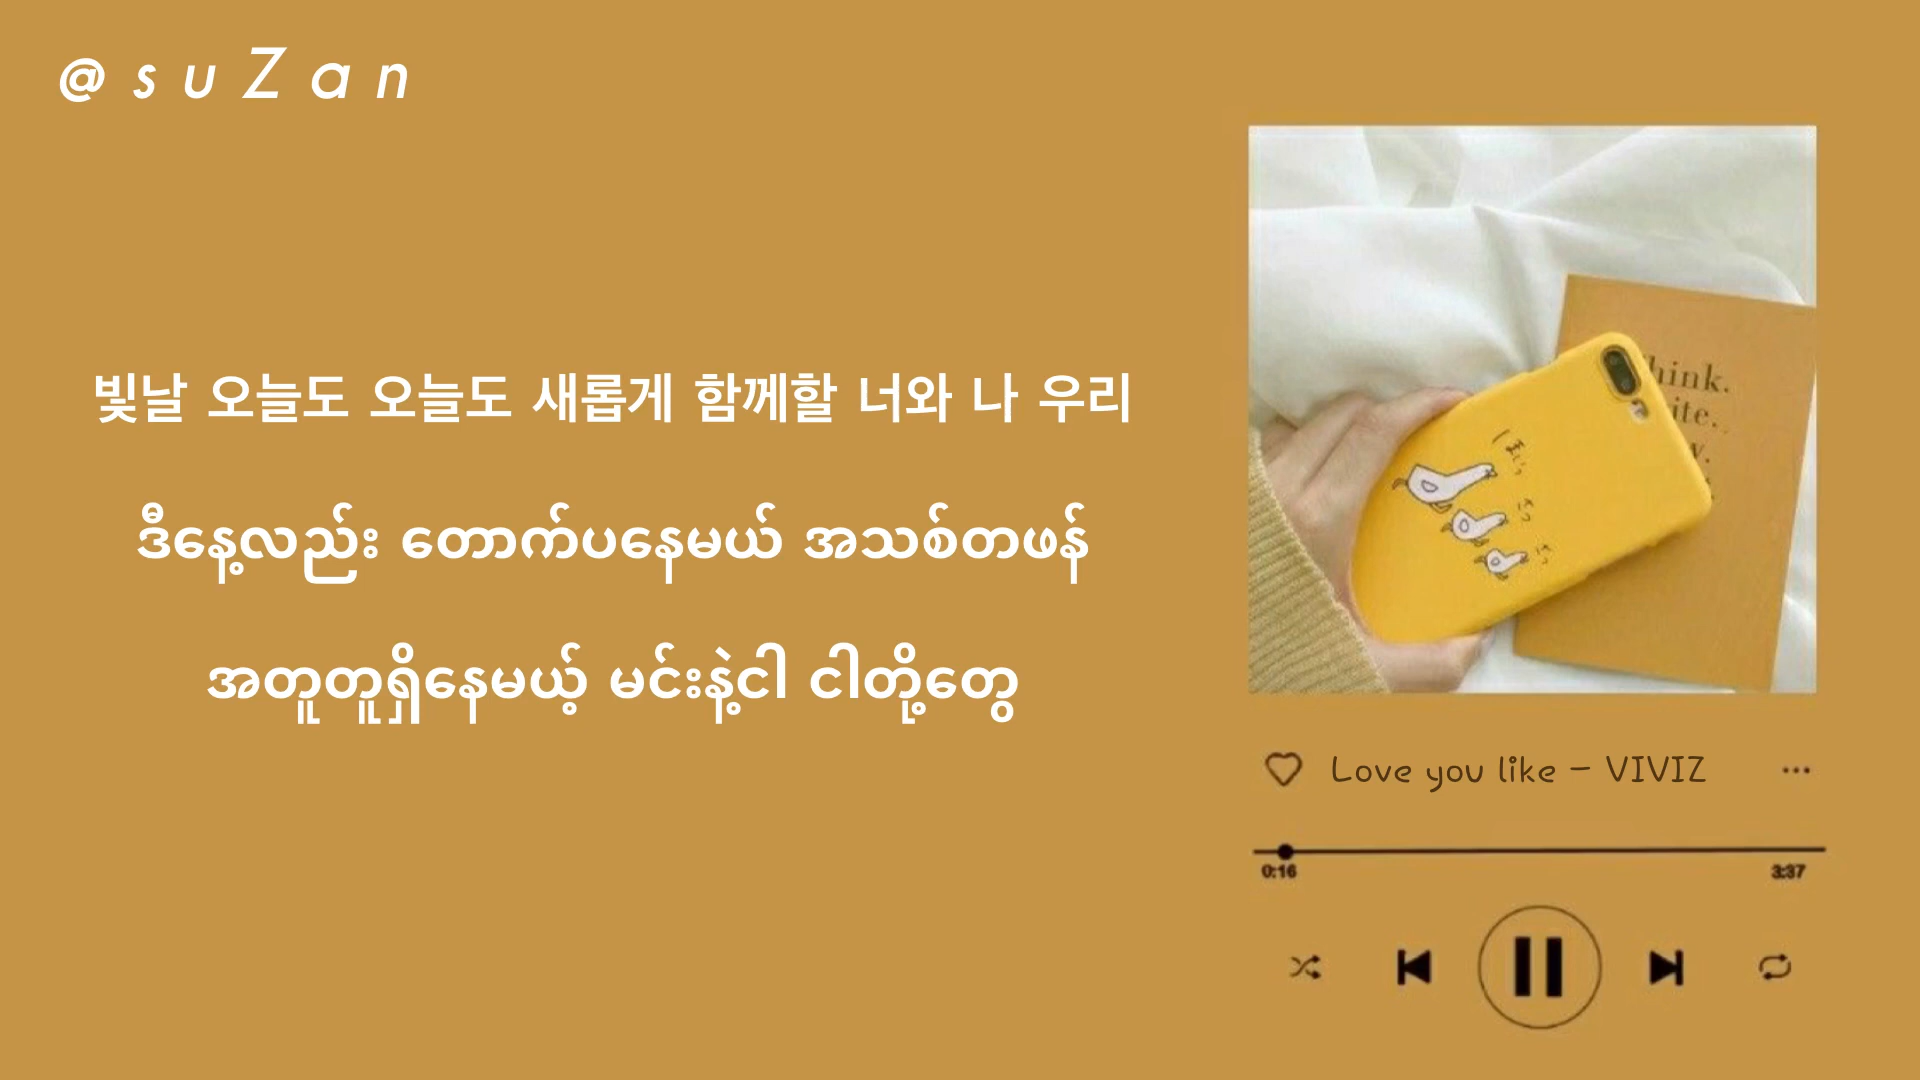 @suZan
빛날 오늘도 오늘도 새롭게 함께할 너와 나 우리
ဒီနေ့လည်း တောက်ပနေမယ် အသစ်တဖန်
အတူတူရှိနေမယ့် မင်းနဲ့ငါ ငါတို့တွေ
Love you like - VIVIZ
0:16
3:37